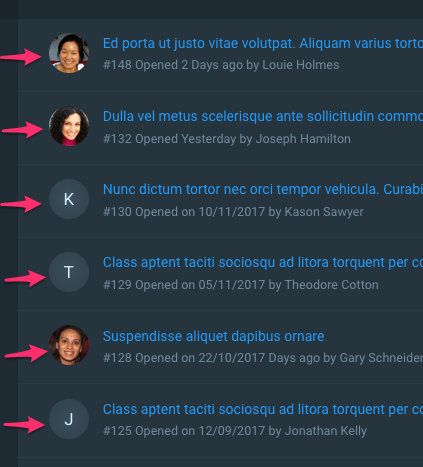 Ed porta ut justo vitae volutpat. Aliquam varius torto
#148 Opened 2 Days ago by Louie Holmes
Dulla vel metus scelerisque ante sollicitudin commo
#132 Opened Yesterday by Joseph Hamilton
K
Nunc dictum tortor nec orci tempor vehicula. Curabi
#130 Opened on 10/11/2017 by Kason Sawyer
T
Class aptent taciti sociosqu ad litora torquent per co
#129 Opened on 05/11/2017 by Theodore Cotton
Suspendisse aliquet dapibus ornare
#128 Opened on 22/10/2017 Days ago by Gary Schneider
J
Class aptent taciti sociosqu ad litora torquent per co
#125 Opened on 12/09/2017 by Jonathan Kelly